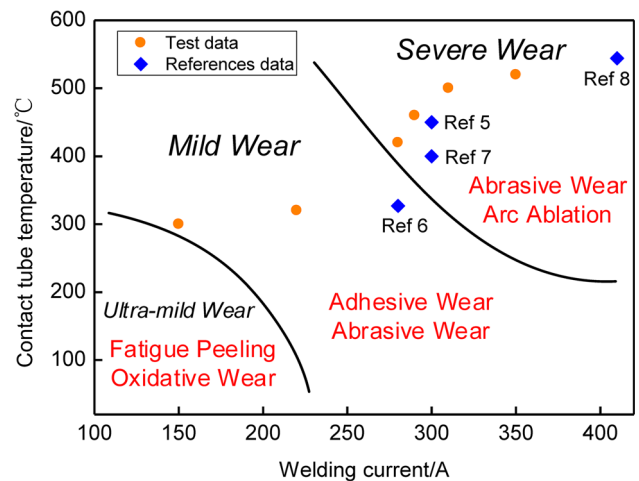 Test data
References data
Severe Wear
Ref 8
Ref 5
Mild Wear
Ref 7
Abrasive Wear
Arc Ablation
Ref 6
Ultra-mild Wear
Adhesive Wear
Abrasive Wear
Fatigue Peeling
Oxidative Wear
Contact tube temperature/℃
600
500
400
300
200
100
100
150
200
250
300
350
400
Welding current/A